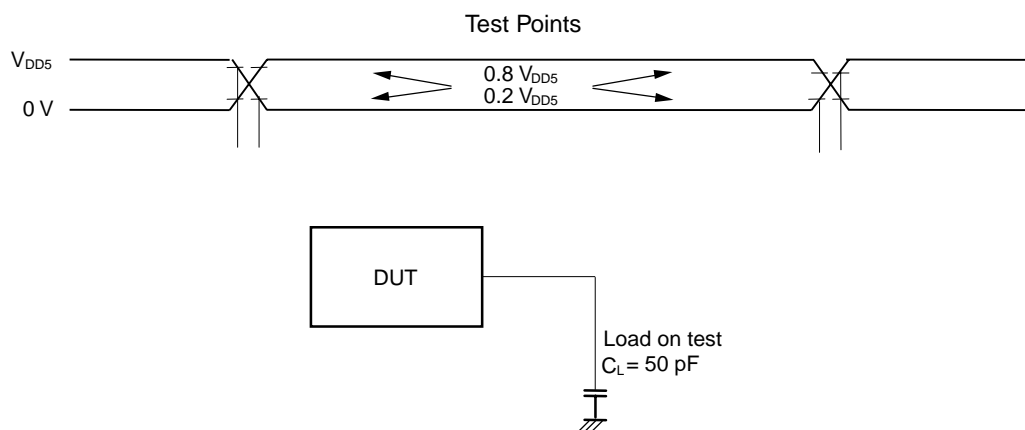 Test Points
VDD5
0.8 VDD5
0.2 VDD5
0 V
DUT
Load on test
CL= 50 pF